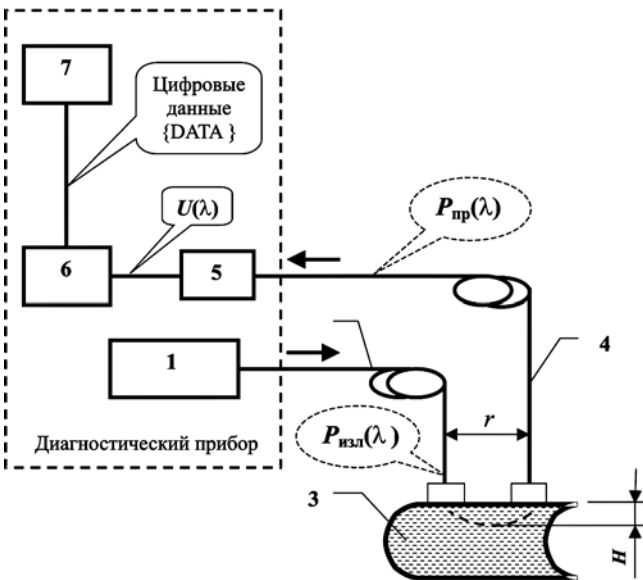 7
Цифровые
данные
{DATA }
U(λ)
Pпр(λ)
6
5
4
1
r
Диагностический прибор
Pизл(λ )
3
H